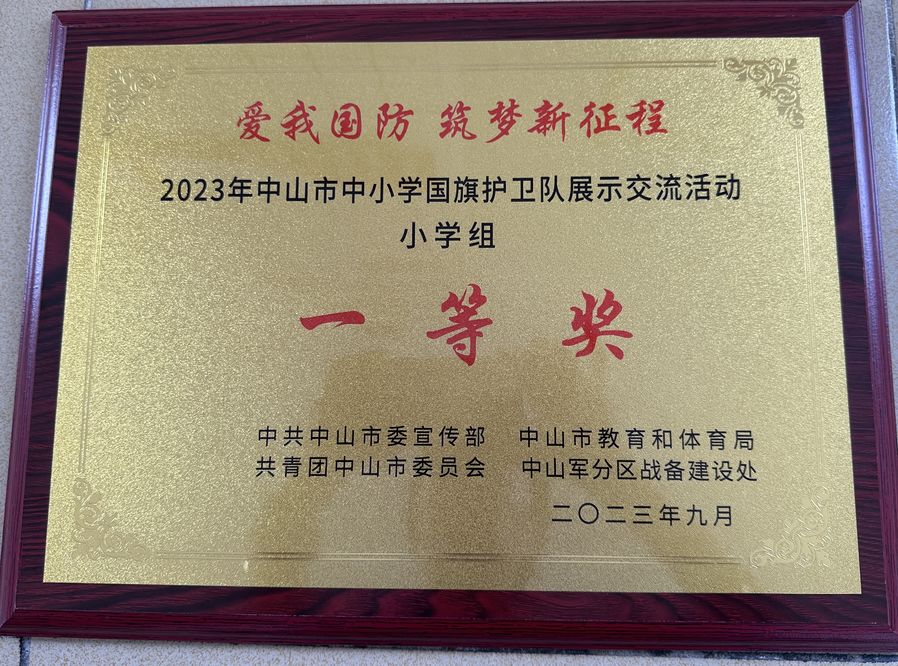 爱我国防 筑梦新征程
2023年中山市中小学国旗护卫队展示交流活动
小学组
一等奖
中共中山市委宣传部 中山市教育和体育局
共青团中山市委员会 中山军分区战备建设处
二〇二三年九月